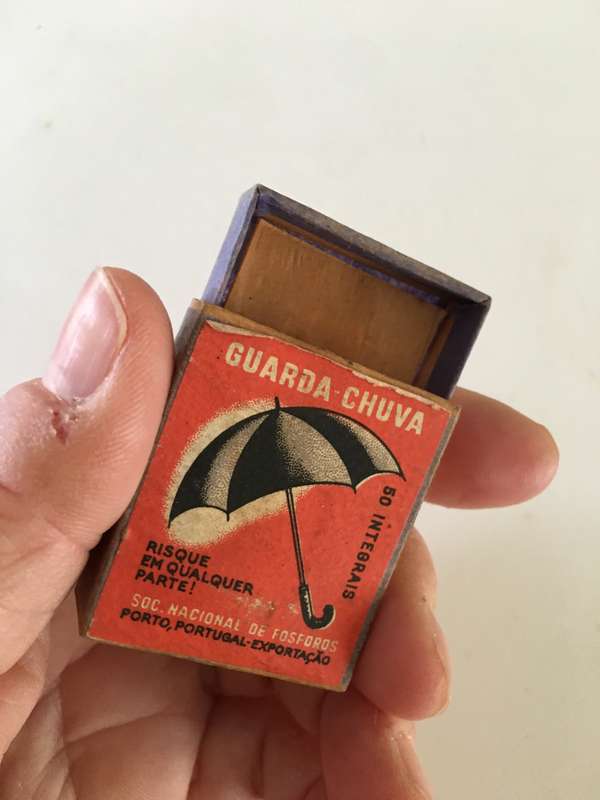 GUARDA-CHUVA
50 INTEGRAIS
RISQUE
EM QUALQUER
PARTE!
SOC. NACIONAL DE FOSFOROS
PORTO, PORTUGAL-EXPORTAÇÃO